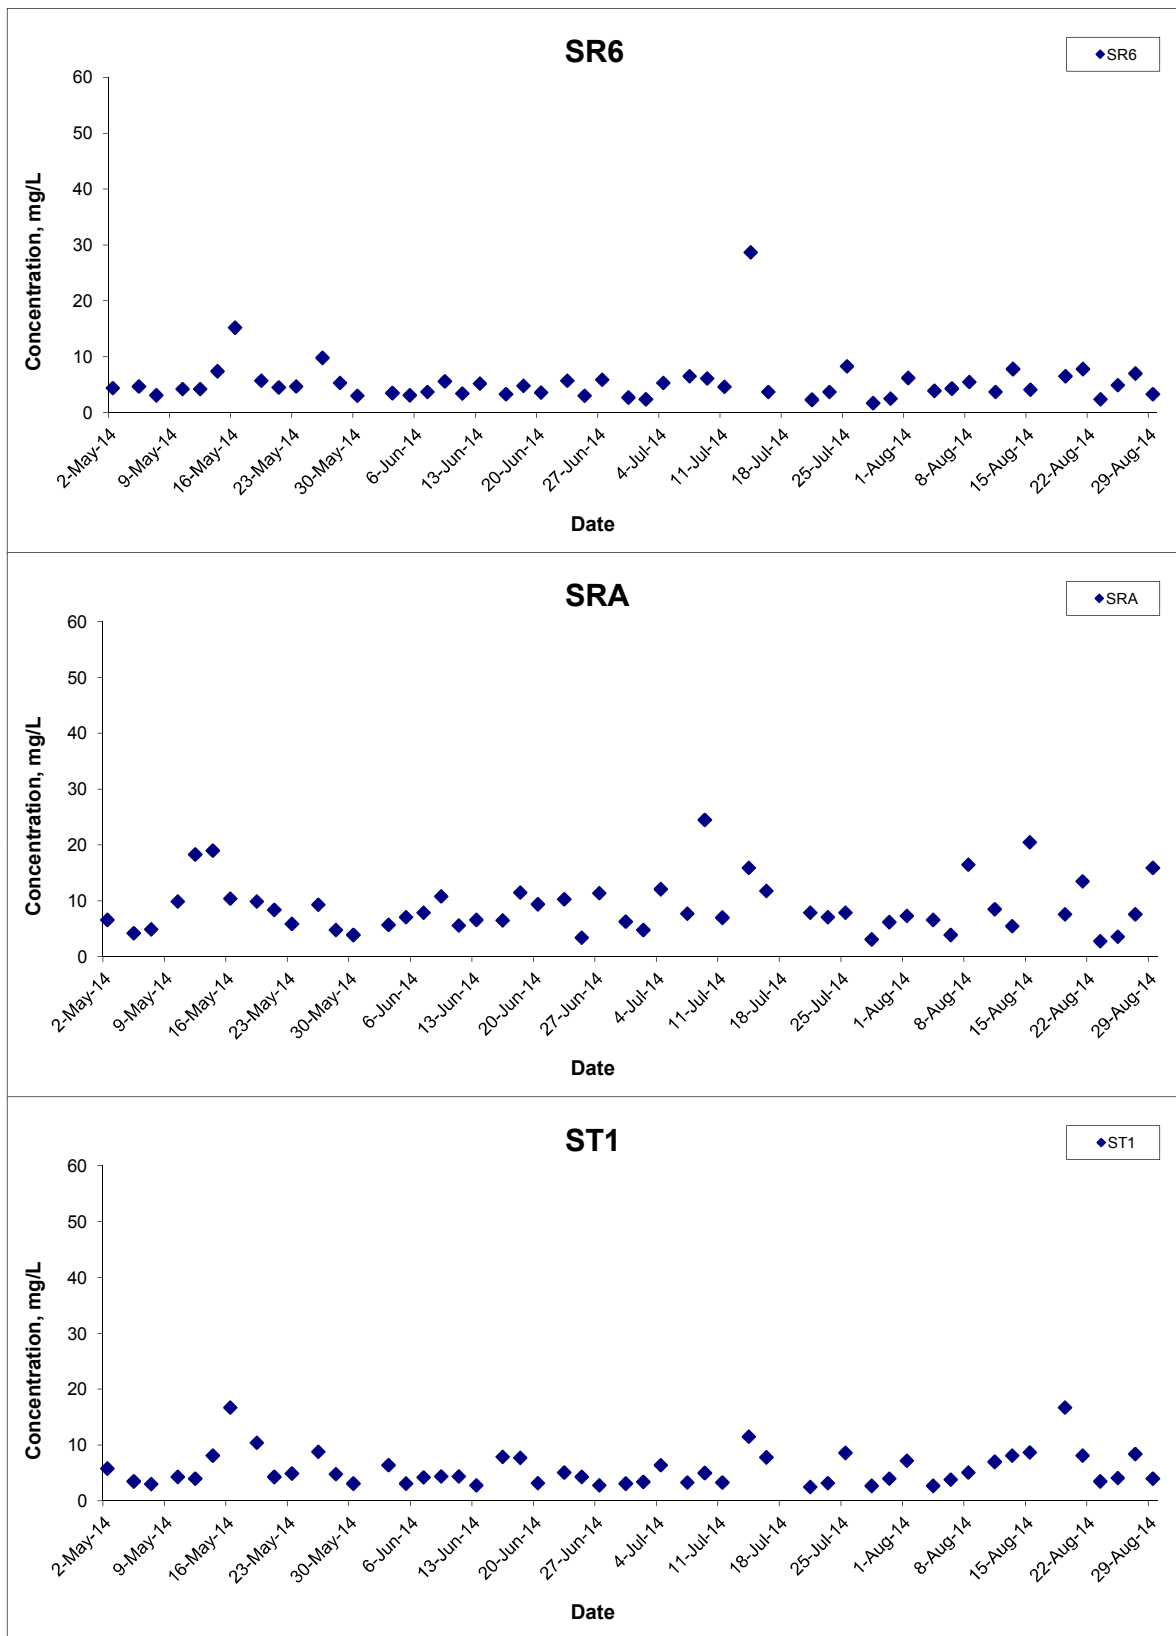 SR6
SR6
60
50
40
30
20
10
0
Concentration, mg/L
2-May-14
9-May-14
16-May-14
23-May-14
30-May-14
6-Jun-14
13-Jun-14
20-Jun-14
27-Jun-14
4-Jul-14
11-Jul-14
18-Jul-14
25-Jul-14
1-Aug-14
8-Aug-14
15-Aug-14
22-Aug-14
29-Aug-14
Date
SRA
SRA
60
50
40
30
20
10
0
Concentration, mg/L
2-May-14
9-May-14
16-May-14
23-May-14
30-May-14
6-Jun-14
13-Jun-14
20-Jun-14
27-Jun-14
4-Jul-14
11-Jul-14
18-Jul-14
25-Jul-14
1-Aug-14
8-Aug-14
15-Aug-14
22-Aug-14
29-Aug-14
Date
ST1
ST1
60
50
40
30
20
10
0
Concentration, mg/L
2-May-14
9-May-14
16-May-14
23-May-14
30-May-14
6-Jun-14
13-Jun-14
20-Jun-14
27-Jun-14
4-Jul-14
11-Jul-14
18-Jul-14
25-Jul-14
1-Aug-14
8-Aug-14
15-Aug-14
22-Aug-14
29-Aug-14
Date